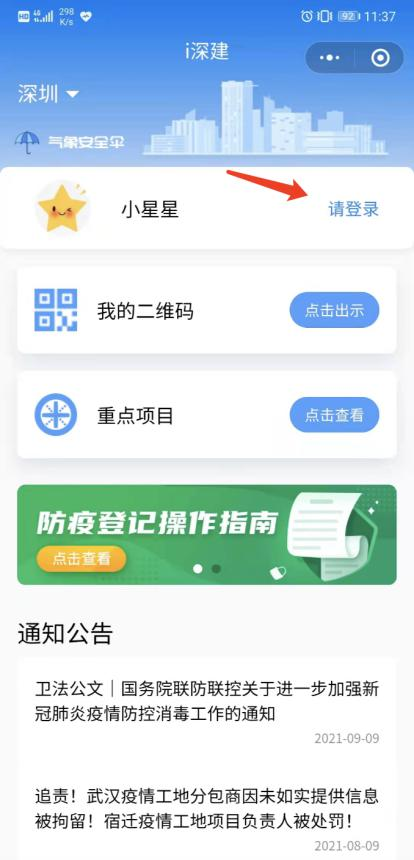 HD 4G 298 K/s 92 11:37
i深建
深圳
气象安全伞
小星星 请登录
我的二维码 点击出示
重点项目 点击查看
防疫登记操作指南
点击查看
通知公告
卫法公文｜国务院联防联控关于进一步加强新
冠肺炎疫情防控消毒工作的通知
2021-09-09
追责！武汉疫情工地分包商因未如实提供信息
被拘留！宿迁疫情工地项目负责人被处罚！
2021-08-09